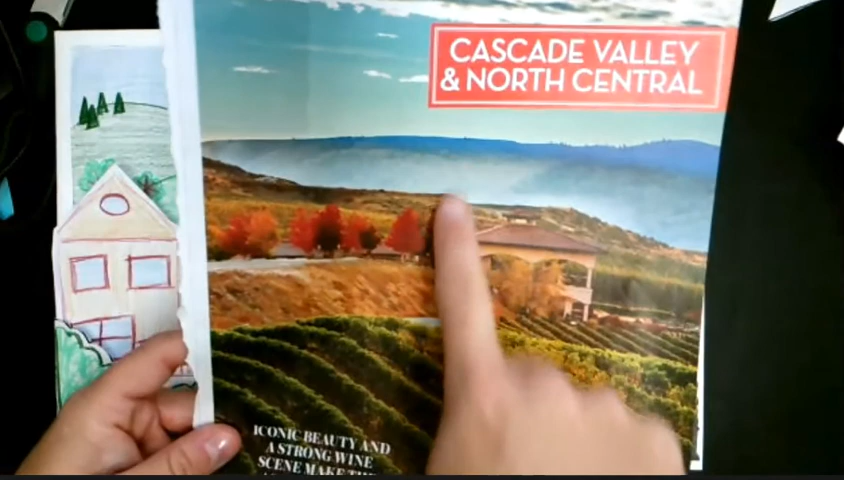 CASCADE VALLEY
& NORTH CENTRAL
ICONIC BEAUTY AND
A STRONG WINE
SCENE MAKE